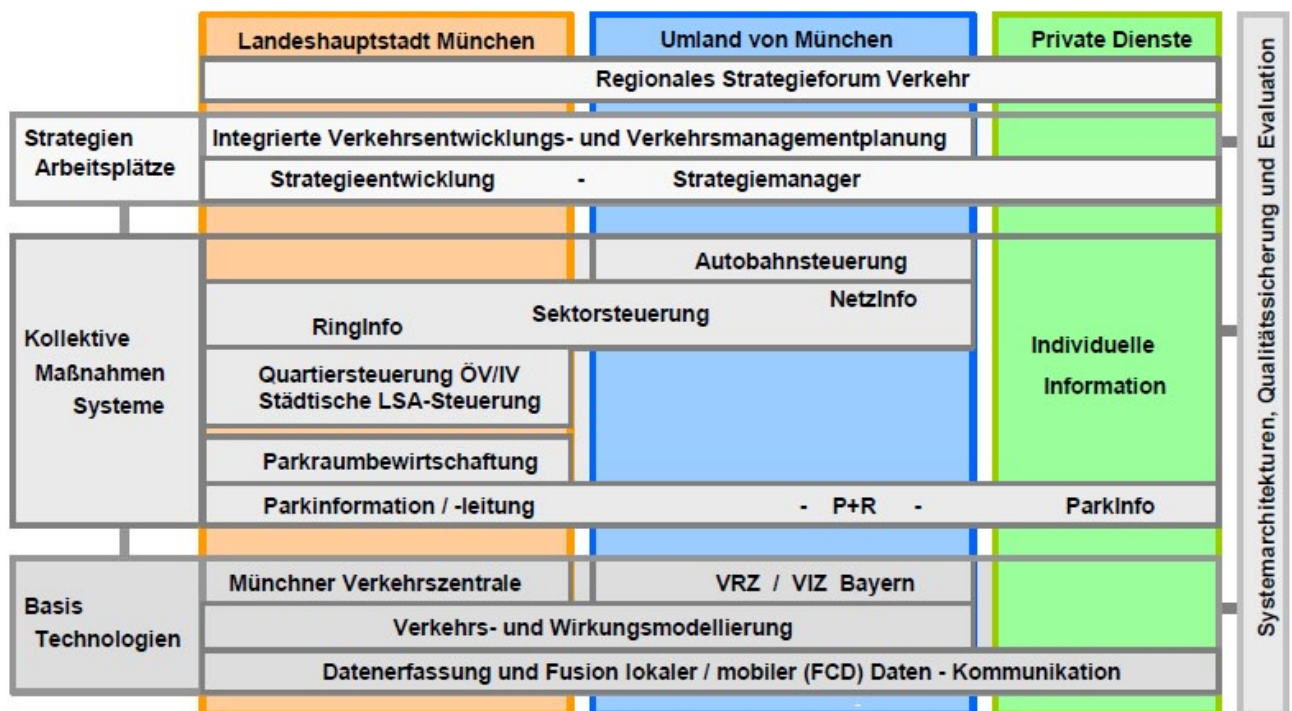 Landeshauptstadt München
Umland von München
Private Dienste
Regionales Strategieforum Verkehr
Strategien
Arbeitsplätze
Integrierte Verkehrsentwicklungs- und Verkehrsmanagementplanung
Strategieentwicklung - Strategiemanager
Kollektive
Maßnahmen
Systeme
Autobahnsteuerung
RingInfo
Sektorsteuerung
NetzInfo
Quartiersteuerung ÖV/IV
Städtische LSA-Steuerung
Parkraumbewirtschaftung
Parkinformation / -leitung - P+R - ParkInfo
Individuelle
Information
Basis
Technologien
Münchner Verkehrszentrale
VRZ / VIZ Bayern
Verkehrs- und Wirkungsmodellierung
Datenerfassung und Fusion lokaler / mobiler (FCD) Daten - Kommunikation
Systemarchitekturen, Qualitätssicherung und Evaluation